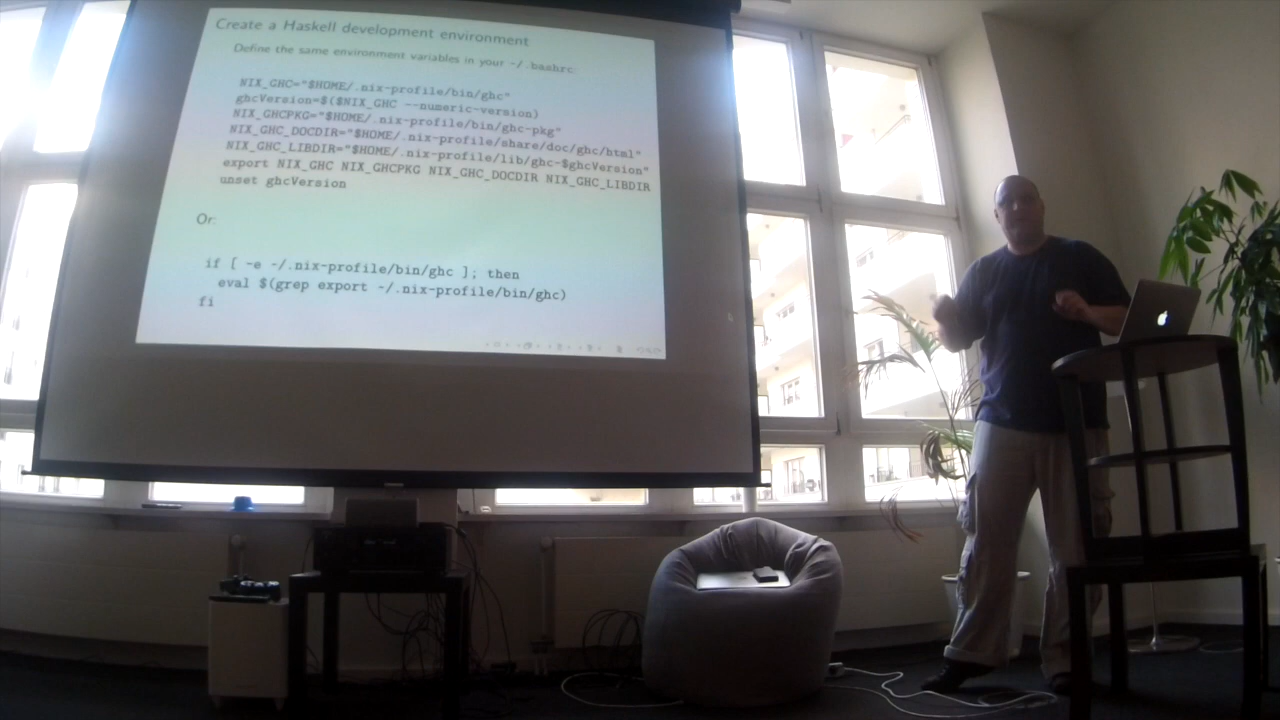 Create a Haskell development environment
Define the same environment variables in your ~/.bashrc:
NIX_GHC="$HOME/.nix-profile/bin/ghc"
ghcVersion=$($NIX_GHC --numeric-version)
NIX_GHCPKG="$HOME/.nix-profile/bin/ghc-pkg"
NIX_GHC_DOCDIR="$HOME/.nix-profile/share/doc/ghc/html"
NIX_GHC_LIBDIR="$HOME/.nix-profile/lib/ghc-$ghcVersion"
export NIX_GHC NIX_GHCPKG NIX_GHC_DOCDIR NIX_GHC_LIBDIR
unset ghcVersion
Or:
if [ -e ~/.nix-profile/bin/ghc ]; then
eval $(grep export ~/.nix-profile/bin/ghc)
fi